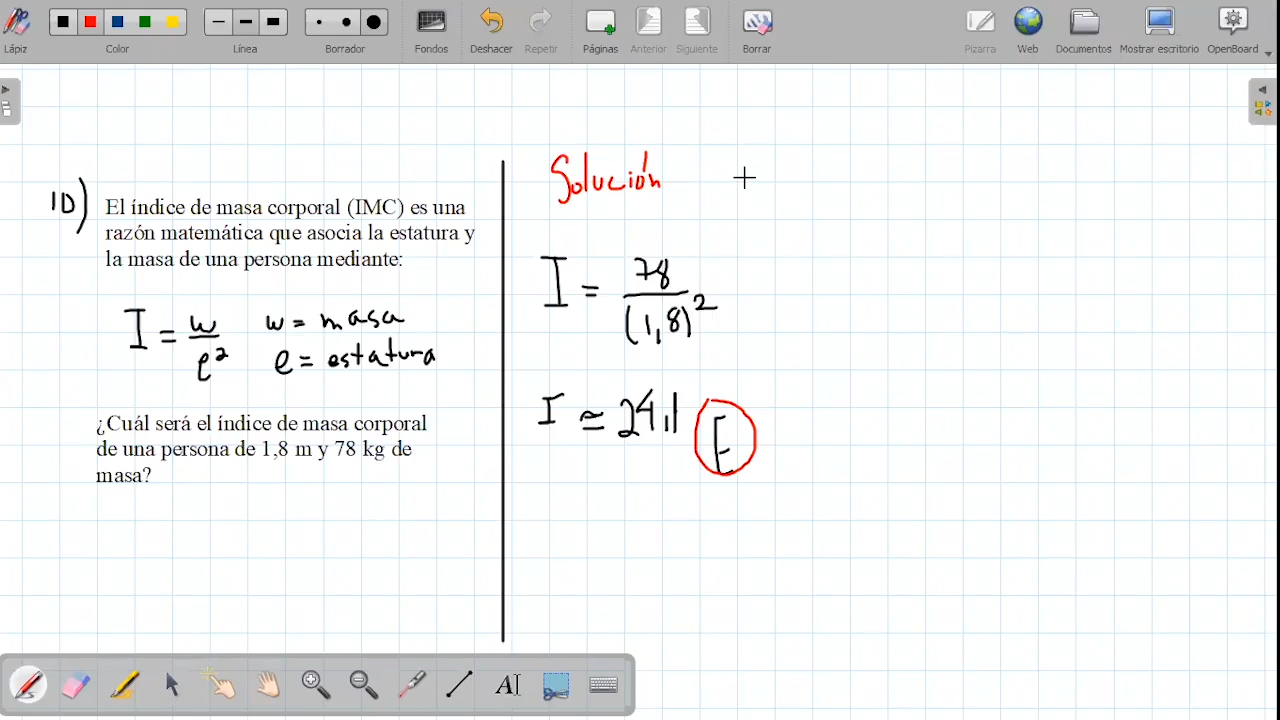 Lápiz
Color
Línea
Borrador
Fondos
Deshacer
Repetir
Páginas
Anterior
Siguiente
Borrar
Pizarra
Web
Documentos
Mostrar escritorio
OpenBoard
10)
El índice de masa corporal (IMC) es una
razón matemática que asocia la estatura y
la masa de una persona mediante:
I = w/e² w = masa
e = estatura
¿Cuál será el índice de masa corporal
de una persona de 1,8 m y 78 kg de
masa?
Solución
I = 78/(1,8)²
I ≃ 24,1 E
AI